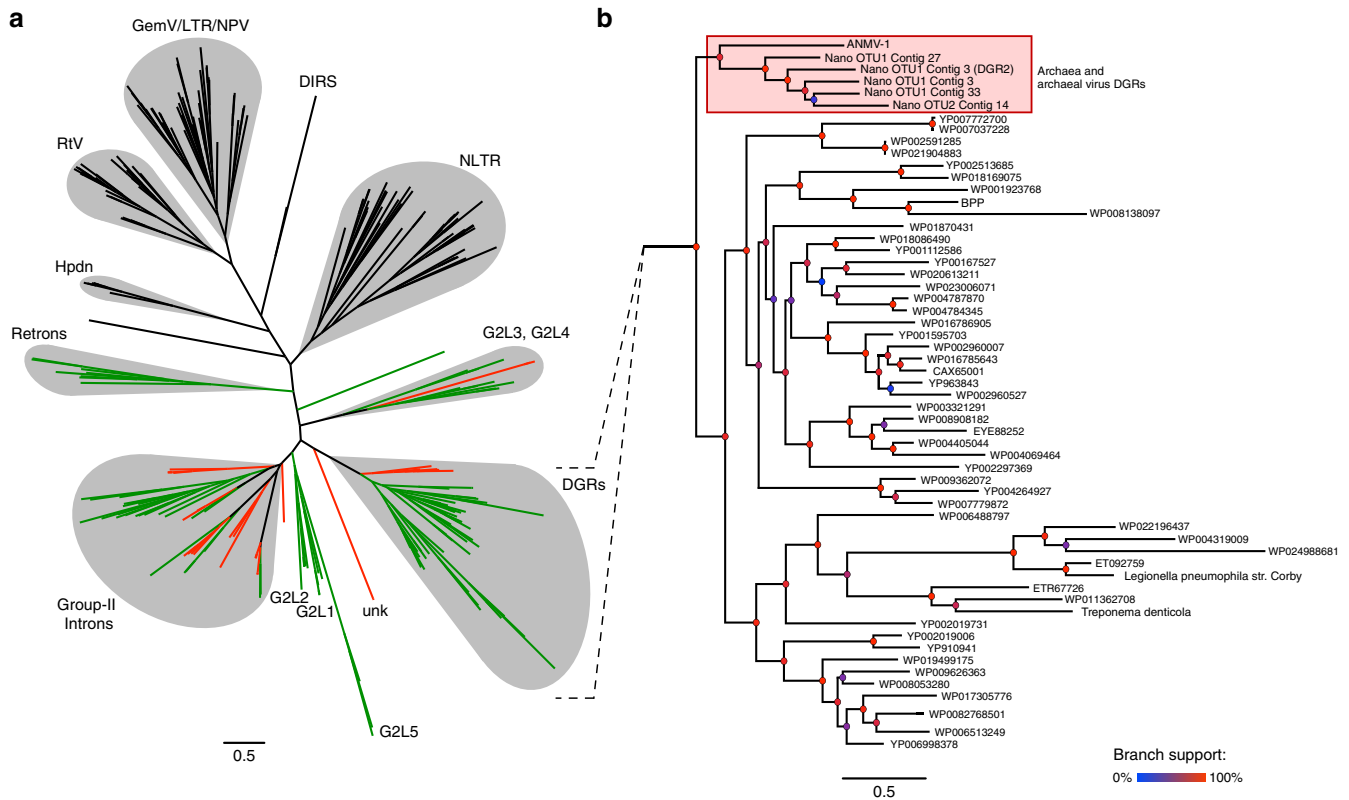 a
GemV/LTR/NPV
DIRS
RtV
NLTR
Hpdn
Retrons
G2L3, G2L4
DGRs
Group-II
Introns
G2L2
G2L1
unk
G2L5
0.5
b
ANMV-1
Nano OTU1 Contig 27
Nano OTU1 Contig 3 (DGR2)
Nano OTU1 Contig 3
Nano OTU1 Contig 33
Nano OTU2 Contig 14
Archaea and
archaeal virus DGRs
YP007772700
WP007037228
WP002591285
WP021904883
YP002513685
WP018169075
WP001923768
BPP
WP008138097
WP01870431
WP018086490
YP001112586
YP00167527
WP020613211
WP023006071
WP004787870
WP004784345
WP016786905
YP001595703
WP002960007
WP016785643
CAX65001
YP963843
WP002960527
WP003321291
WP008908182
EYE88252
WP004405044
WP004069464
YP002297369
WP009362072
YP004264927
WP007779872
WP006488797
WP022196437
WP004319009
WP024988681
ET092759
Legionella pneumophila str. Corby
ETR67726
WP011362708
Treponema denticola
YP002019731
YP002019006
YP910941
WP019499175
WP009626363
WP008053280
WP017305776
WP0082768501
WP006513249
YP006998378
0.5
Branch support:
0% 100%